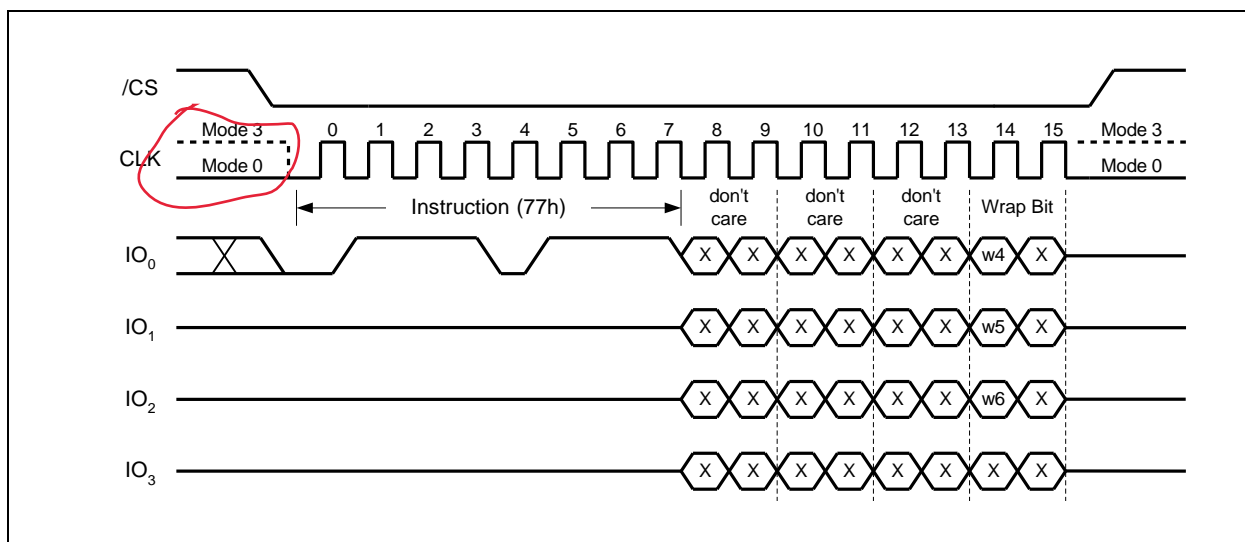 /CS
Mode 3 0 1 2 3 4 5 6 7 8 9 10 11 12 13 14 15 Mode 3
CLK Mode 0 Mode 0
Instruction (77h) don't care don't care don't care Wrap Bit
IO0 X X X X X X w4 X
IO1 X X X X X X w5 X
IO2 X X X X X X w6 X
IO3 X X X X X X X X